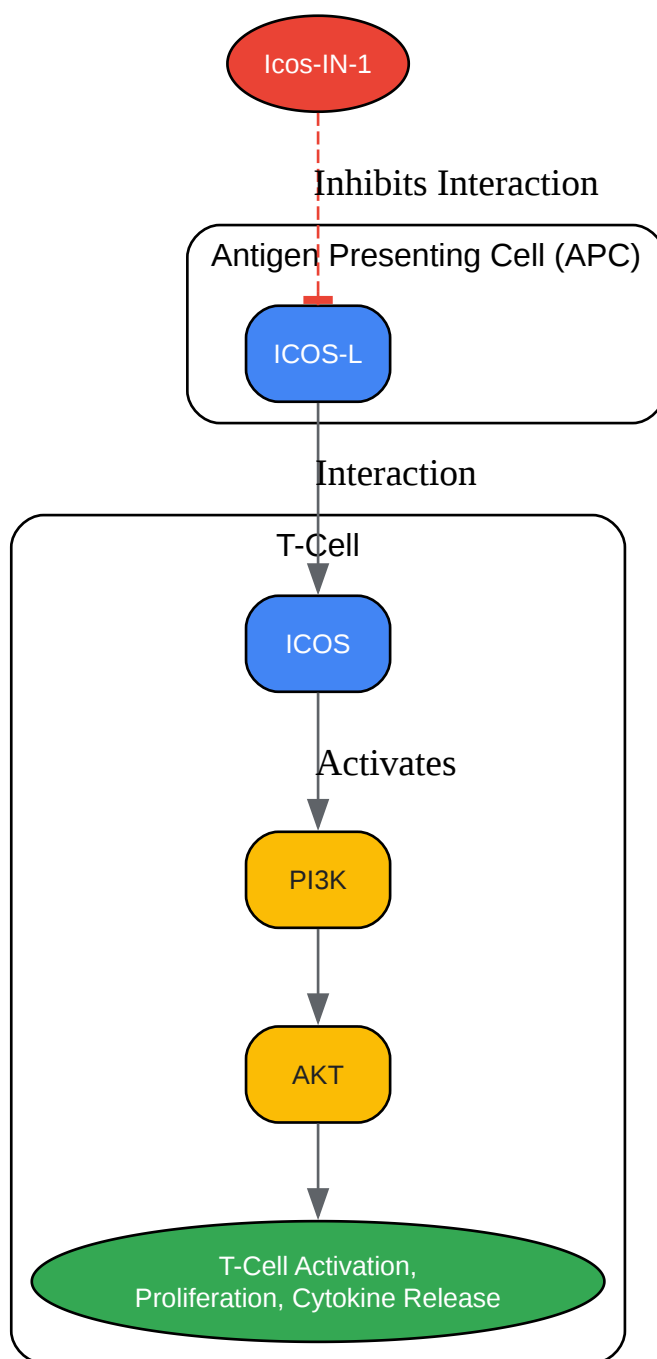 Icos-IN-1
Inhibits Interaction
Antigen Presenting Cell (APC)
ICOS-L
Interaction
T-Cell
ICOS
Activates
PI3K
AKT
T-Cell Activation,
Proliferation, Cytokine Release